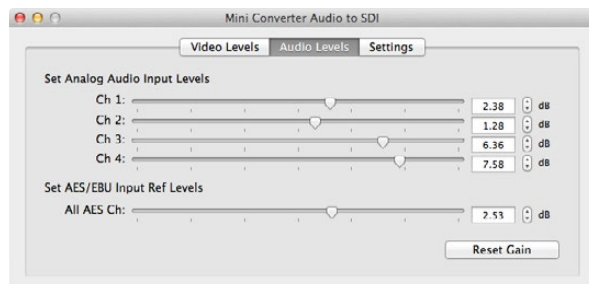 Mini Converter Audio to SDI
Video Levels Audio Levels Settings
Set Analog Audio Input Levels
Ch 1: 2.38 dB
Ch 2: 1.28 dB
Ch 3: 6.36 dB
Ch 4: 7.58 dB
Set AES/EBU Input Ref Levels
All AES Ch: 2.53 dB
Reset Gain